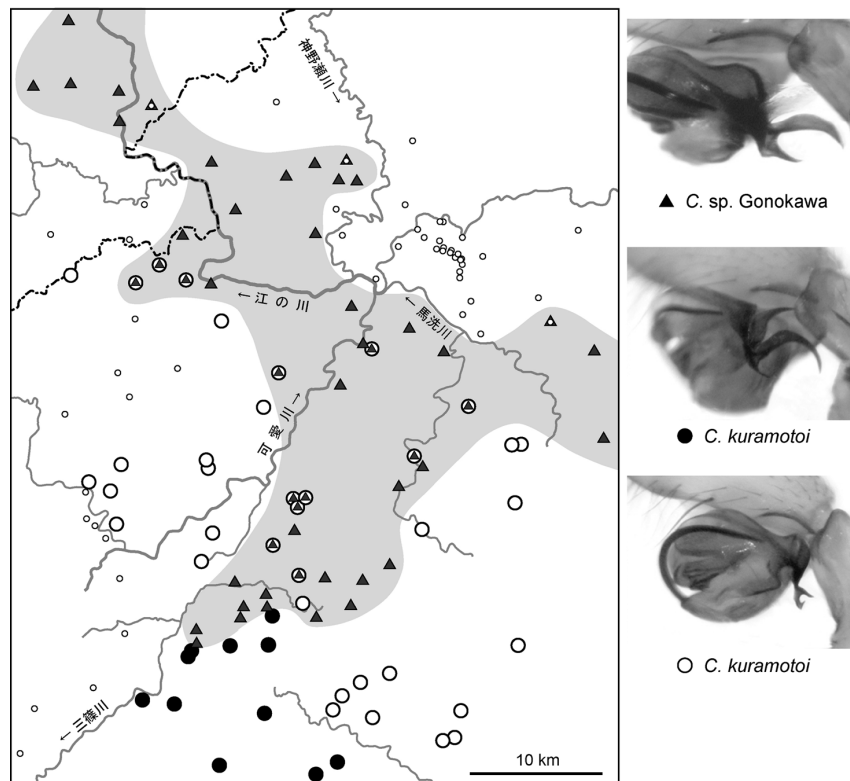 神野瀬川→
←江の川
←馬洗川
可愛川→
←三篠川
10 km
▲ C. sp. Gonokawa
● C. kuramotoi
○ C. kuramotoi